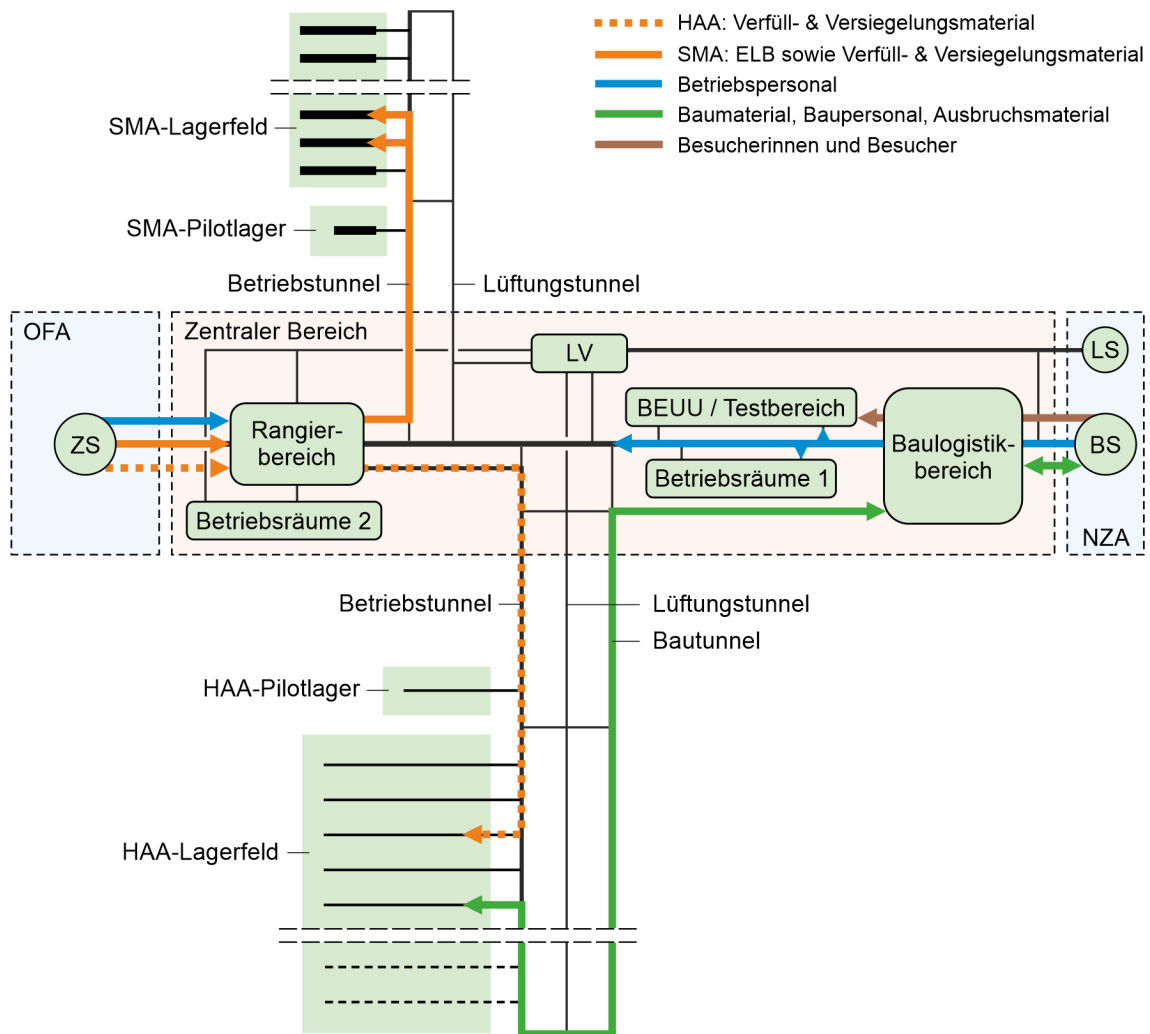 HAA: Verfüll- & Versiegelungsmaterial
SMA: ELB sowie Verfüll- & Versiegelungsmaterial
Betriebspersonal
Baumaterial, Baupersonal, Ausbruchsmaterial
Besucherinnen und Besucher
SMA-Lagerfeld
SMA-Pilotlager
Betriebstunnel
Lüftungstunnel
OFA
Zentraler Bereich
LV
LS
ZS
Rangier-
bereich
BEUU / Testbereich
Baulogistik-
bereich
BS
Betriebsräume 1
Betriebsräume 2
NZA
Betriebstunnel
Lüftungstunnel
Bautunnel
HAA-Pilotlager
HAA-Lagerfeld